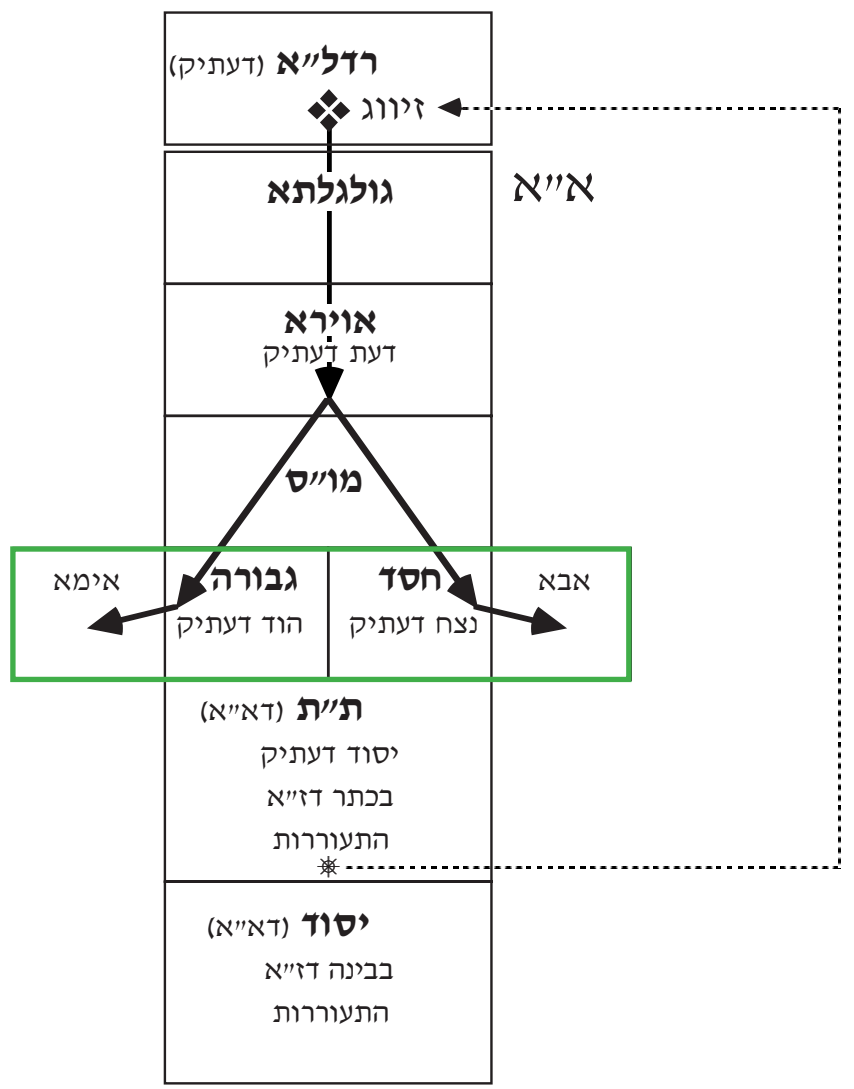 רדל״א (דעתיק)
זיווג
א״א
גולגלתא
אוירא
דעת דעתיק
מו״ס
אבא
חסד
גבורה
אימא
נצח דעתיק
הוד דעתיק
ת״ת (דא״א)
יסוד דעתיק
בכתר דז״א
התעוררות
יסוד (דא״א)
בבינה דז״א
התעוררות